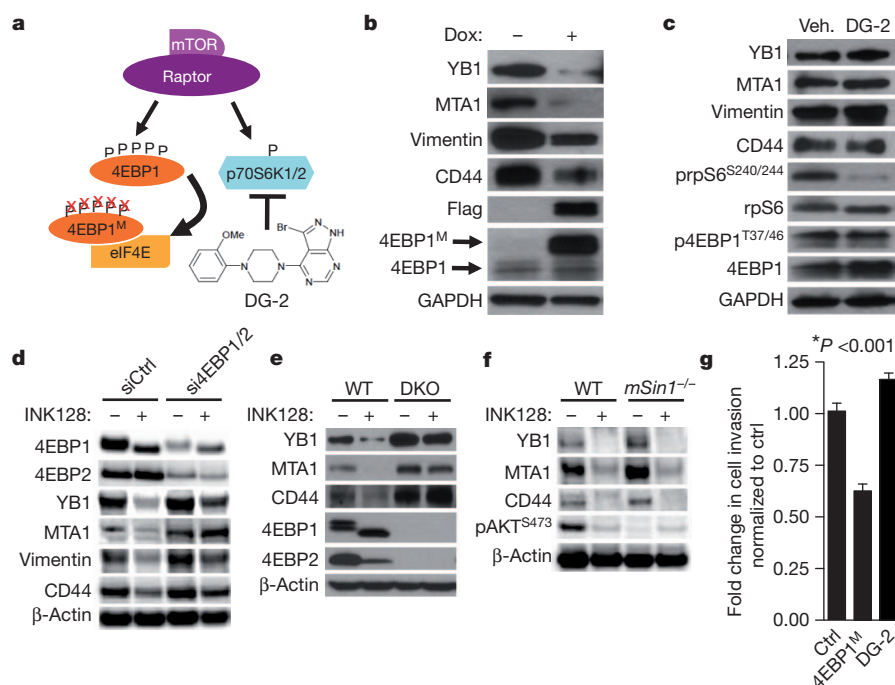 a
mTOR
Raptor
P P P P P
4EBP1
P
p70S6K1/2
P P P P P
4EBP1M
eIF4E
OMe
N
N
Br
N
NH
N
N
DG-2
b
Dox: – +
YB1
MTA1
Vimentin
CD44
Flag
4EBP1M
4EBP1
GAPDH
c
Veh. DG-2
YB1
MTA1
Vimentin
CD44
prpS6S240/244
rpS6
p4EBP1T37/46
4EBP1
GAPDH
d
siCtrl si4EBP1/2
INK128: – + – +
4EBP1
4EBP2
YB1
MTA1
Vimentin
CD44
β-Actin
e
WT DKO
INK128: – + – +
YB1
MTA1
CD44
4EBP1
4EBP2
β-Actin
f
WT mSin1–/–
INK128: – + – +
YB1
MTA1
CD44
pAKTS473
β-Actin
g
*P <0.001
1.25
1.00
0.75
0.50
0.25
0.00
Fold change in cell invasion
normalized to ctrl
Ctrl
4EBP1M
DG-2